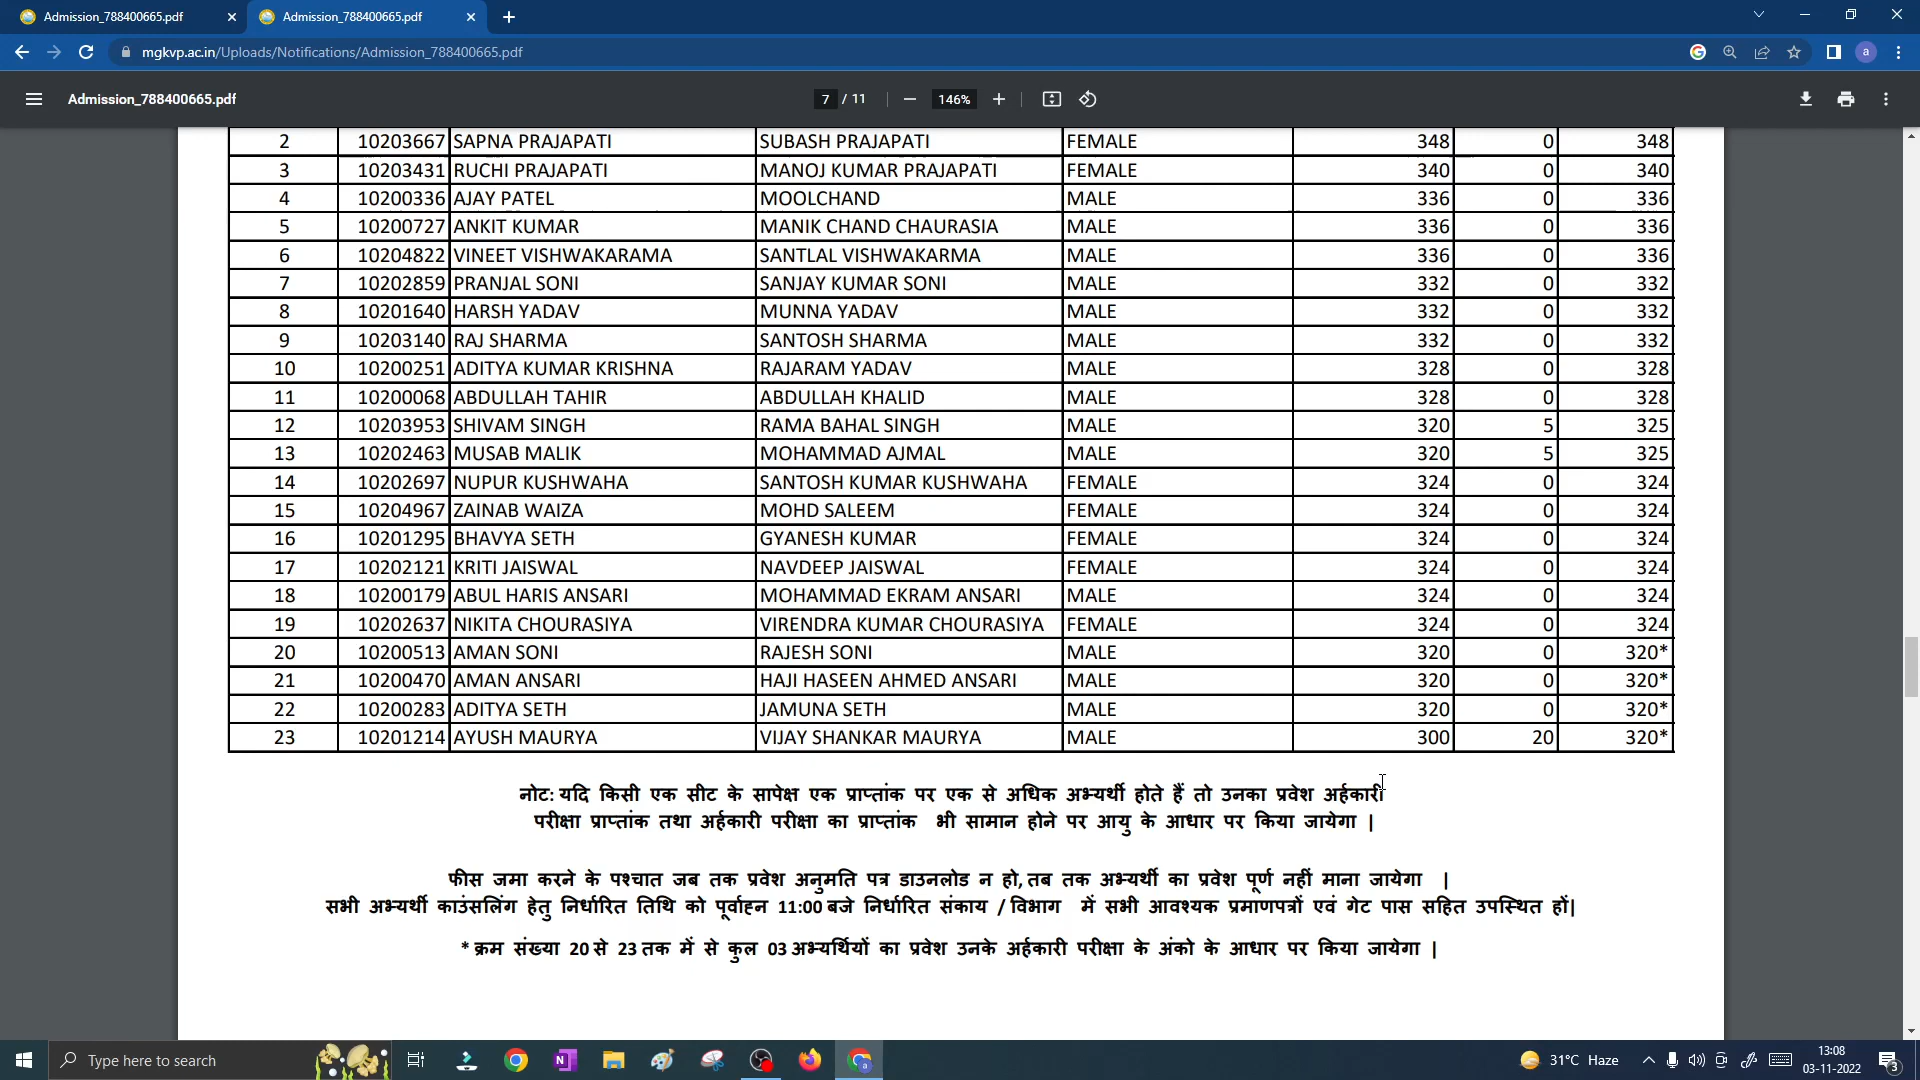 Admission_788400665.pdf
Admission_788400665.pdf
mgkvp.ac.in/Uploads/Notifications/Admission_788400665.pdf
a
Admission_788400665.pdf
7 / 11
146%
2 10203667 SAPNA PRAJAPATI SUBASH PRAJAPATI FEMALE 348 0 348
3 10203431 RUCHI PRAJAPATI MANOJ KUMAR PRAJAPATI FEMALE 340 0 340
4 10200336 AJAY PATEL MOOLCHAND MALE 336 0 336
5 10200727 ANKIT KUMAR MANIK CHAND CHAURASIA MALE 336 0 336
6 10204822 VINEET VISHWAKARAMA SANTLAL VISHWAKARMA MALE 336 0 336
7 10202859 PRANJAL SONI SANJAY KUMAR SONI MALE 332 0 332
8 10201640 HARSH YADAV MUNNA YADAV MALE 332 0 332
9 10203140 RAJ SHARMA SANTOSH SHARMA MALE 332 0 332
10 10200251 ADITYA KUMAR KRISHNA RAJARAM YADAV MALE 328 0 328
11 10200068 ABDULLAH TAHIR ABDULLAH KHALID MALE 328 0 328
12 10203953 SHIVAM SINGH RAMA BAHAL SINGH MALE 320 5 325
13 10202463 MUSAB MALIK MOHAMMAD AJMAL MALE 320 5 325
14 10202697 NUPUR KUSHWAHA SANTOSH KUMAR KUSHWAHA FEMALE 324 0 324
15 10204967 ZAINAB WAIZA MOHD SALEEM FEMALE 324 0 324
16 10201295 BHAVYA SETH GYANESH KUMAR FEMALE 324 0 324
17 10202121 KRITI JAISWAL NAVDEEP JAISWAL FEMALE 324 0 324
18 10200179 ABUL HARIS ANSARI MOHAMMAD EKRAM ANSARI MALE 324 0 324
19 10202637 NIKITA CHOURASIYA VIRENDRA KUMAR CHOURASIYA FEMALE 324 0 324
20 10200513 AMAN SONI RAJESH SONI MALE 320 0 320*
21 10200470 AMAN ANSARI HAJI HASEEN AHMED ANSARI MALE 320 0 320*
22 10200283 ADITYA SETH JAMUNA SETH MALE 320 0 320*
23 10201214 AYUSH MAURYA VIJAY SHANKAR MAURYA MALE 300 20 320*
नोट: यदि किसी एक सीट के सापेक्ष एक प्राप्तांक पर एक से अधिक अभ्यर्थी होते हैं तो उनका प्रवेश अर्हकारी
परीक्षा प्राप्तांक तथा अर्हकारी परीक्षा का प्राप्तांक भी सामान होने पर आयु के आधार पर किया जायेगा |
फीस जमा करने के पश्चात जब तक प्रवेश अनुमति पत्र डाउनलोड न हो, तब तक अभ्यर्थी का प्रवेश पूर्ण नहीं माना जायेगा |
सभी अभ्यर्थी काउंसलिंग हेतु निर्धारित तिथि को पूर्वाह्न 11:00 बजे निर्धारित संकाय / विभाग में सभी आवश्यक प्रमाणपत्रों एवं गेट पास सहित उपस्थित हों|
* क्रम संख्या 20 से 23 तक में से कुल 03 अभ्यर्थियों का प्रवेश उनके अर्हकारी परीक्षा के अंको के आधार पर किया जायेगा |
Type here to search
N
a
31°C Haze
13:08
03-11-2022
3